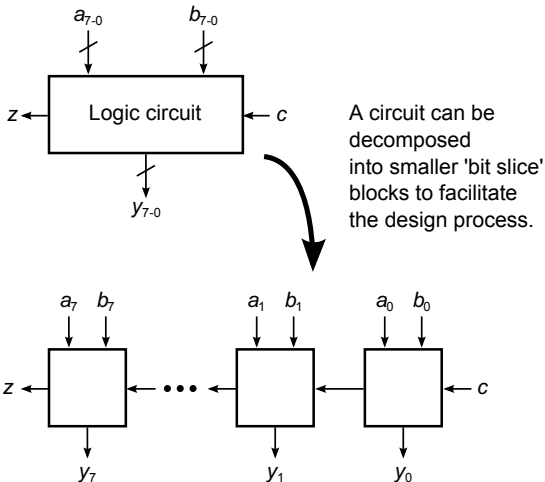 a7-0 b7-0
z Logic circuit c
y7-0
A circuit can be
decomposed
into smaller 'bit slice'
blocks to facilitate
the design process.
a7 b7 a1 b1 a0 b0
z c
y7 y1 y0